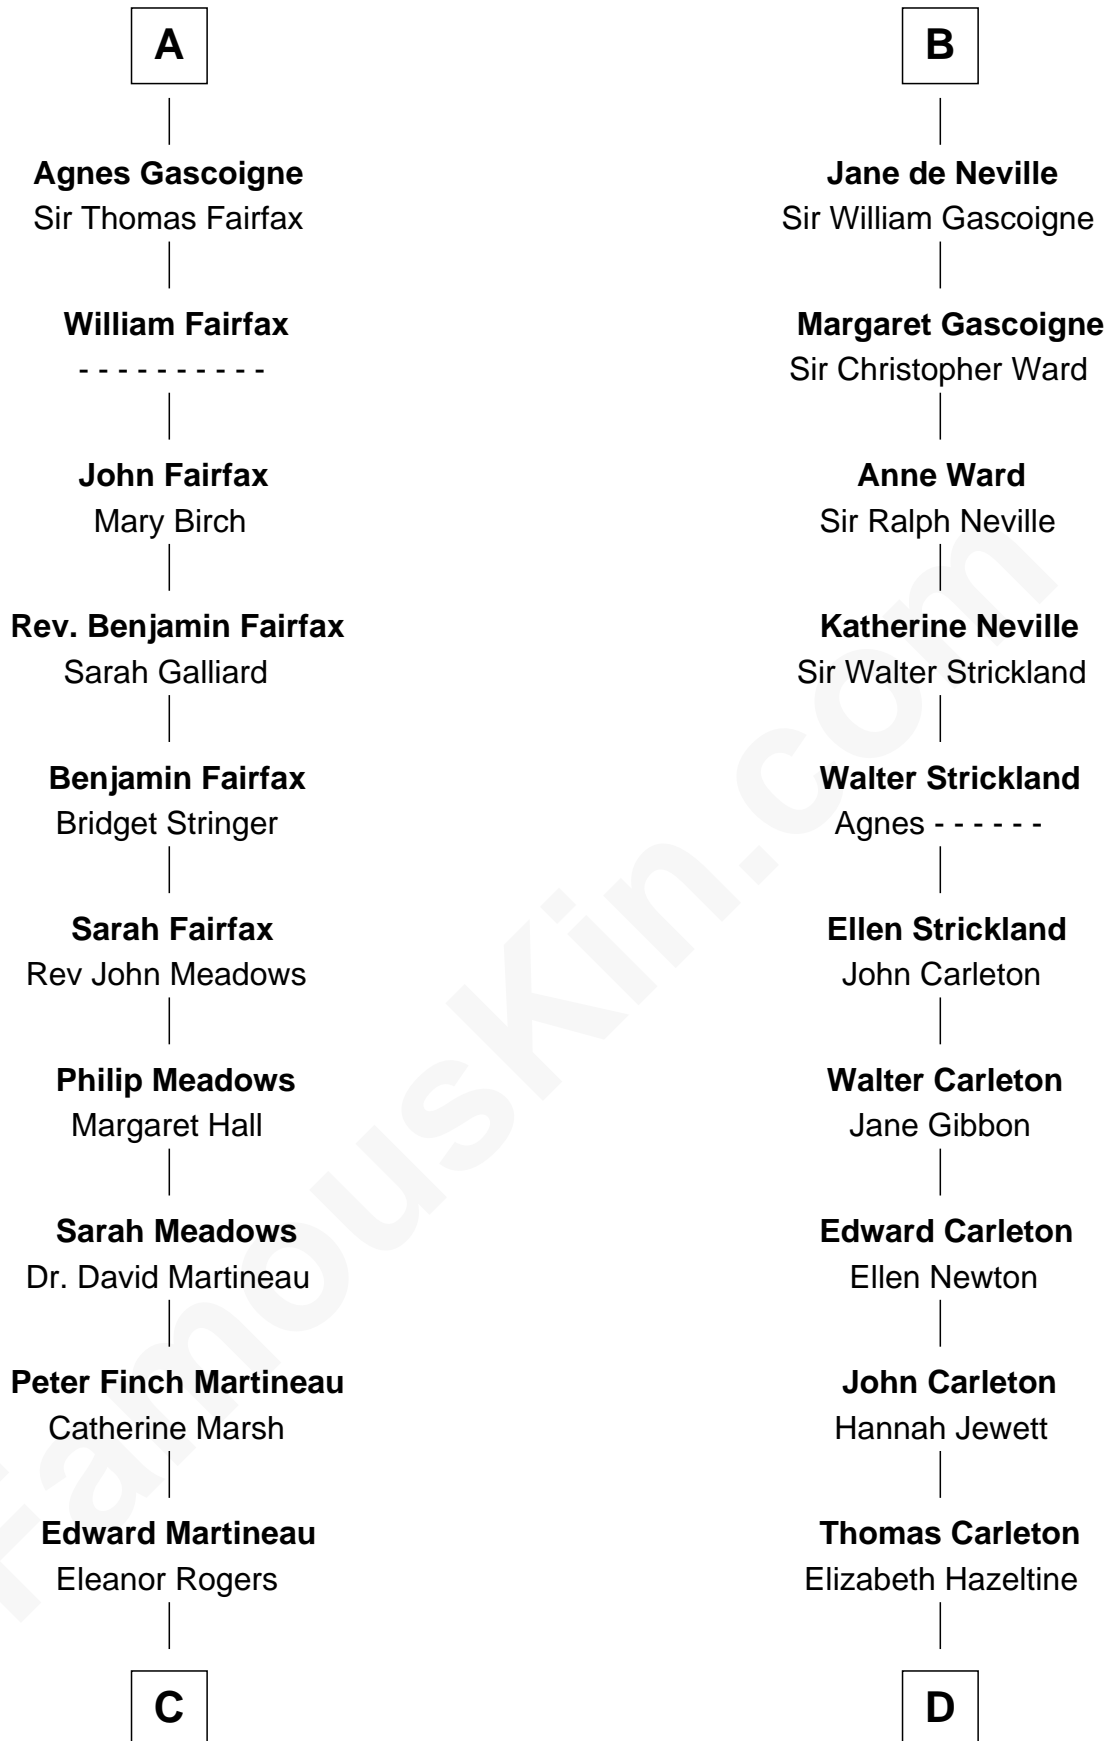 A
Agnes Gascoigne
Sir Thomas Fairfax
William Fairfax
- - - - - - - - - -
John Fairfax
Mary Birch
Rev. Benjamin Fairfax
Sarah Galliard
Benjamin Fairfax
Bridget Stringer
Sarah Fairfax
Rev John Meadows
Philip Meadows
Margaret Hall
Sarah Meadows
Dr. David Martineau
Peter Finch Martineau
Catherine Marsh
Edward Martineau
Eleanor Rogers
C
B
Jane de Neville
Sir William Gascoigne
Margaret Gascoigne
Sir Christopher Ward
Anne Ward
Sir Ralph Neville
Katherine Neville
Sir Walter Strickland
Walter Strickland
Agnes - - - - - -
Ellen Strickland
John Carleton
Walter Carleton
Jane Gibbon
Edward Carleton
Ellen Newton
John Carleton
Hannah Jewett
Thomas Carleton
Elizabeth Hazeltine
D
FamousKin.com